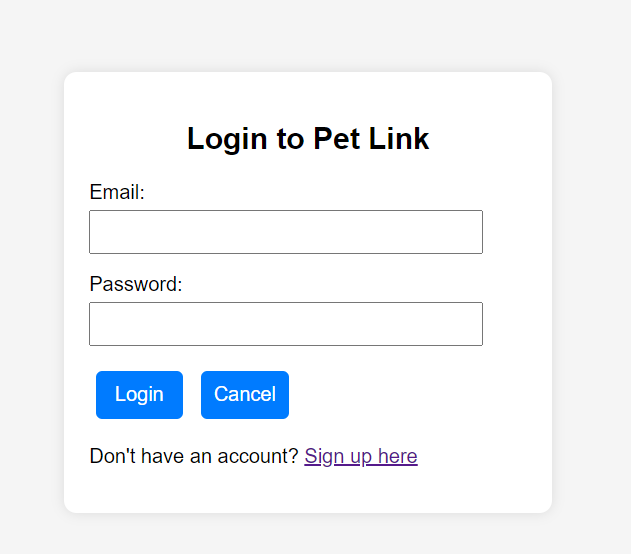 Login to Pet Link
Email:
Password:
Login Cancel
Don't have an account? Sign up here